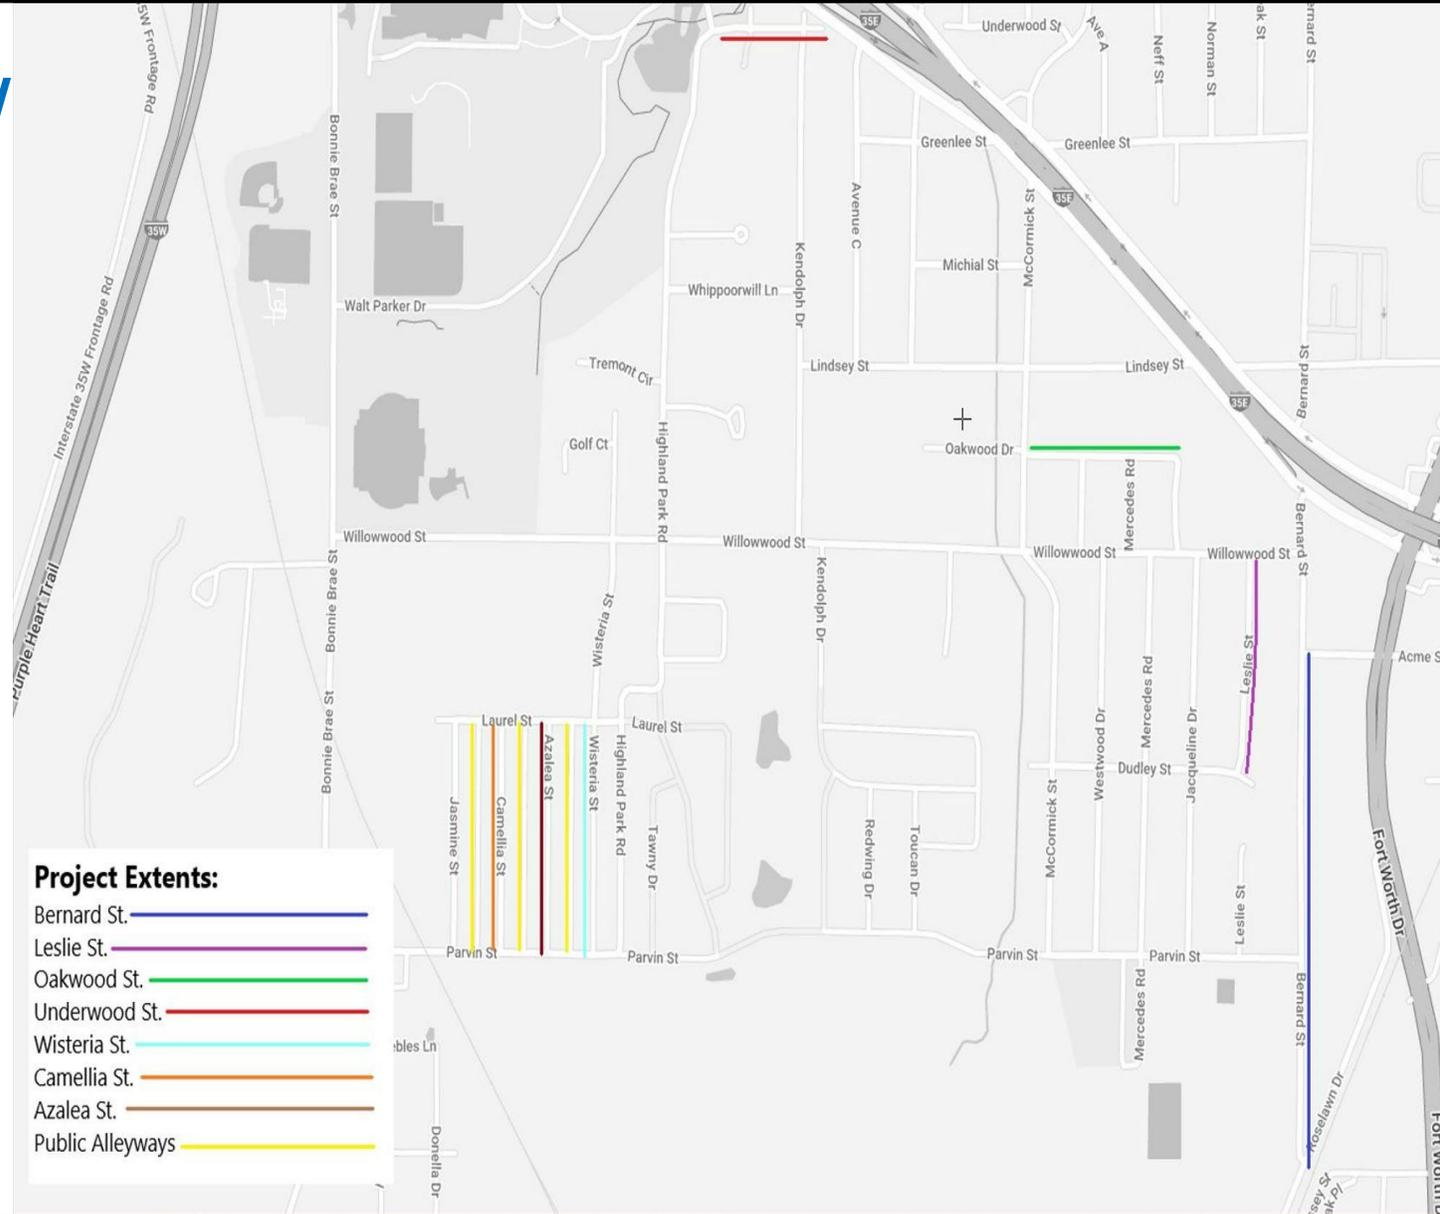 35W Frontage Rd
35E
Underwood St
Ave A
Neff St
Norman St
Bonnie Brae St
Greenlee St
Greenlee St
35E
35W
Avenue C
McCormick St
Kendolph Dr
Michial St
Whippoorwill Ln
Walt Parker Dr
Interstate 35W Frontage Rd
Tremont Cir
Lindsey St
Lindsey St
Bernard St
35E
Golf Ct
Highland Park Rd
Oakwood Dr
Mercedes Rd
Willowwood St
Willowwood St
Willowwood St
Willowwood St
Bernard St
Purple Heart Trail
Bonnie Brae St
Wisteria St
Kendolph Dr
Leslie St
Acme S
Bonnie Brae St
Laurel St
Laurel St
Mercedes Rd
Westwood Dr
Jacqueline Dr
Dudley St
Azalea St
Wisteria St
Highland Park Rd
Jasmine St
Camellia St
Tawny Dr
Redwing Dr
Toucan Dr
McCormick St
Leslie St
Fort Worth Dr
Parvin St
Parvin St
Parvin St
Parvin St
Mercedes Rd
Bernard St
Roselawn Dr
Donella Dr
Project Extents:
Bernard St.
Leslie St.
Oakwood St.
Underwood St.
Wisteria St.
Camellia St.
Azalea St.
Public Alleyways